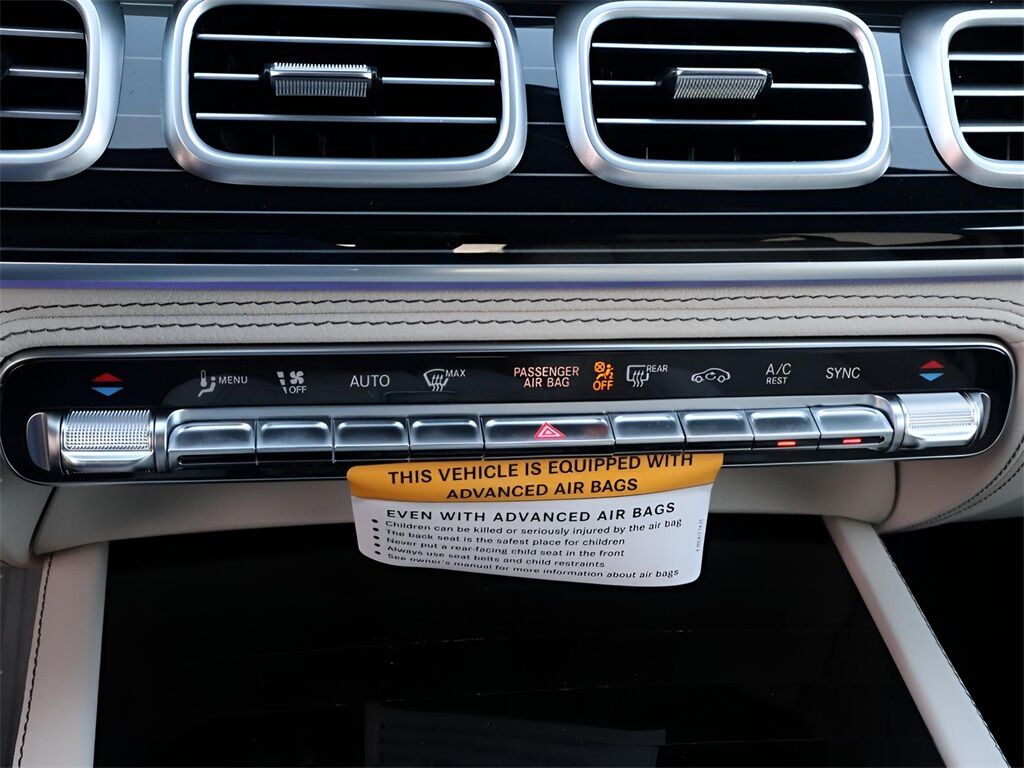 MENU
OFF
AUTO
MAX
PASSENGER
AIR BAG
OFF
REAR
A/C
REST
SYNC
THIS VEHICLE IS EQUIPPED WITH
ADVANCED AIR BAGS
EVEN WITH ADVANCED AIR BAGS
• Children can be killed or seriously injured by the air bag
• The back seat is the safest place for children
• Never put a rear-facing child seat in the front
• Always use seat belts and child restraints
• See owner's manual for more information about air bags